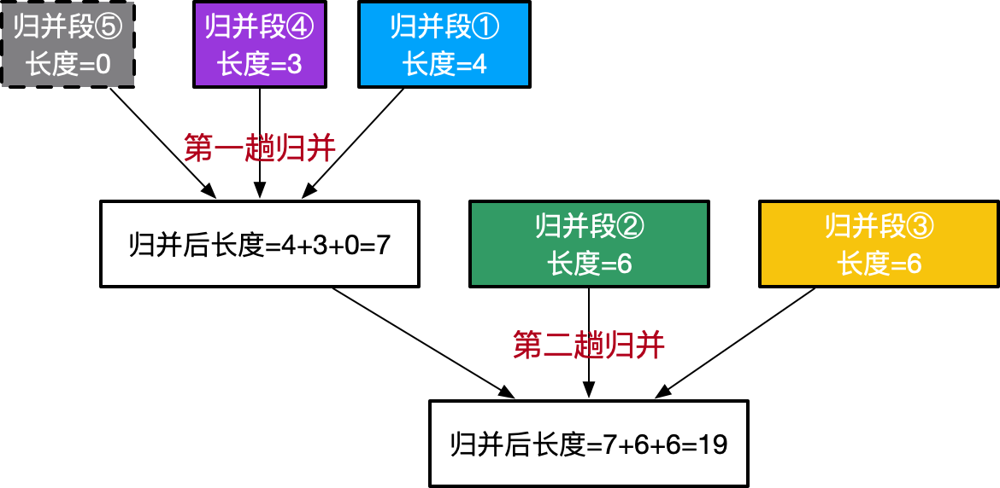 归并段⑤
长度=0
归并段④
长度=3
归并段①
长度=4
第一趟归并
归并后长度=4+3+0=7
归并段②
长度=6
归并段③
长度=6
第二趟归并
归并后长度=7+6+6=19